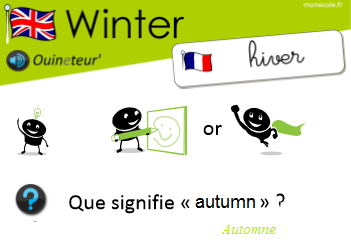 monecole.fr
Winter
Ouineteur'
hiver
or
?
Que signifie « autumn » ?
Automne